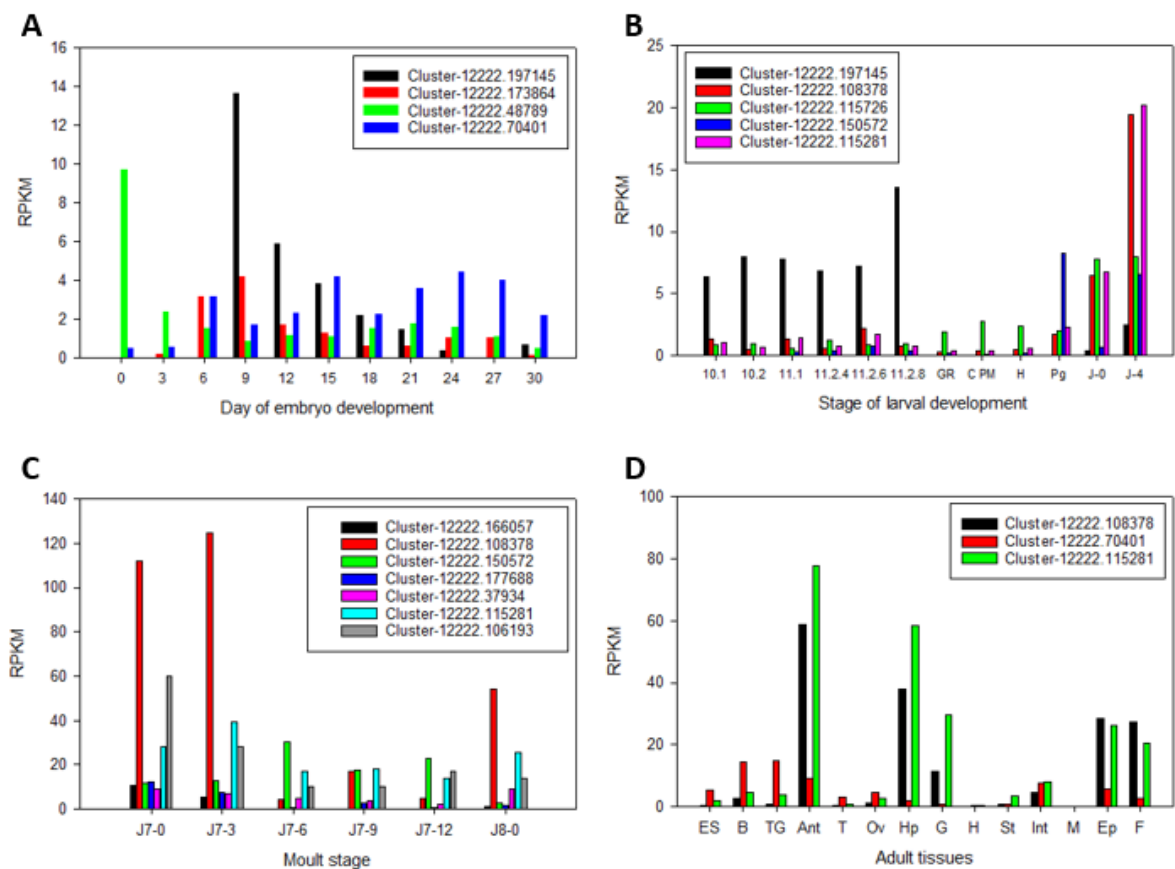 A
RPKM
16
14
12
10
8
6
4
2
0
Cluster-12222.197145
Cluster-12222.173864
Cluster-12222.48789
Cluster-12222.70401
0 3 6 9 12 15 18 21 24 27 30
Day of embryo development
B
RPKM
25
20
15
10
5
0
Cluster-12222.197145
Cluster-12222.108378
Cluster-12222.115726
Cluster-12222.150572
Cluster-12222.115281
10.1 10.2 11.1 11.2.4 11.2.6 11.2.8 GR C PM H Pg J-0 J-4
Stage of larval development
C
RPKM
140
120
100
80
60
40
20
0
Cluster-12222.166057
Cluster-12222.108378
Cluster-12222.150572
Cluster-12222.177688
Cluster-12222.37934
Cluster-12222.115281
Cluster-12222.106193
J7-0 J7-3 J7-6 J7-9 J7-12 J8-0
Moult stage
D
RPKM
100
80
60
40
20
0
Cluster-12222.108378
Cluster-12222.70401
Cluster-12222.115281
ES B TG Ant T Ov Hp G H St Int M Ep F
Adult tissues